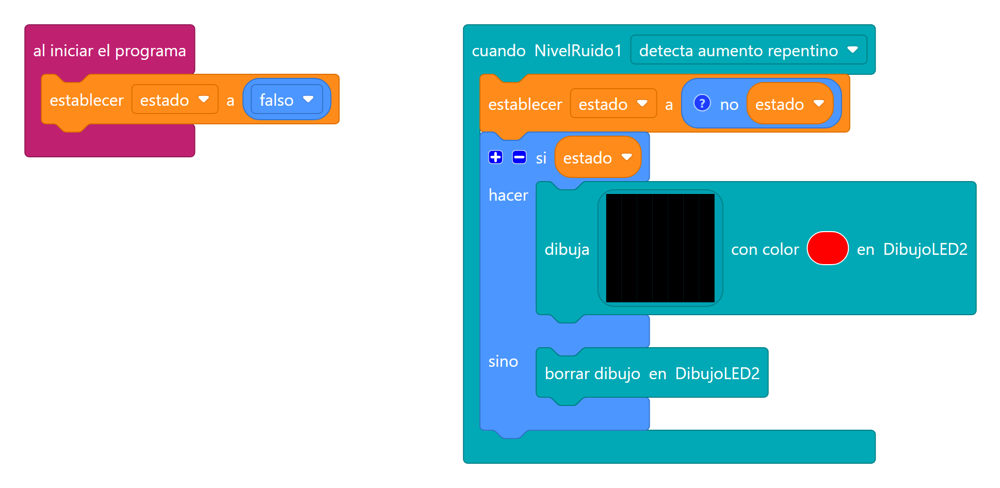 al iniciar el programa
establecer estado a falso
cuando NivelRuido1 detecta aumento repentino
establecer estado a ? no estado
si estado
hacer
dibuja con color en DibujoLED2
sino
borrar dibujo en DibujoLED2